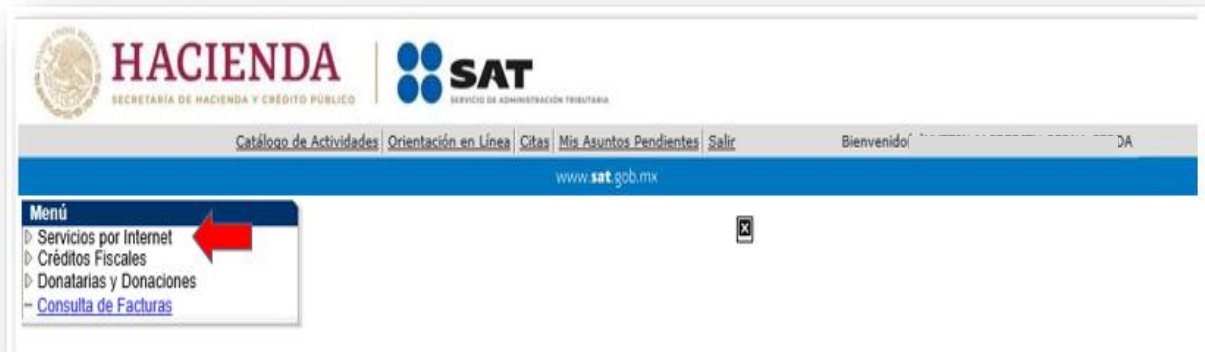 HACIENDA
SECRETARÍA DE HACIENDA Y CRÉDITO PÚBLICO
SAT
SERVICIO DE ADMINISTRACIÓN TRIBUTARIA
Catálogo de Actividades Orientación en Línea Citas Mis Asuntos Pendientes Salir Bienvenido
www.sat.gob.mx
Menú
Servicios por Internet
Créditos Fiscales
Donatarias y Donaciones
Consulta de Facturas